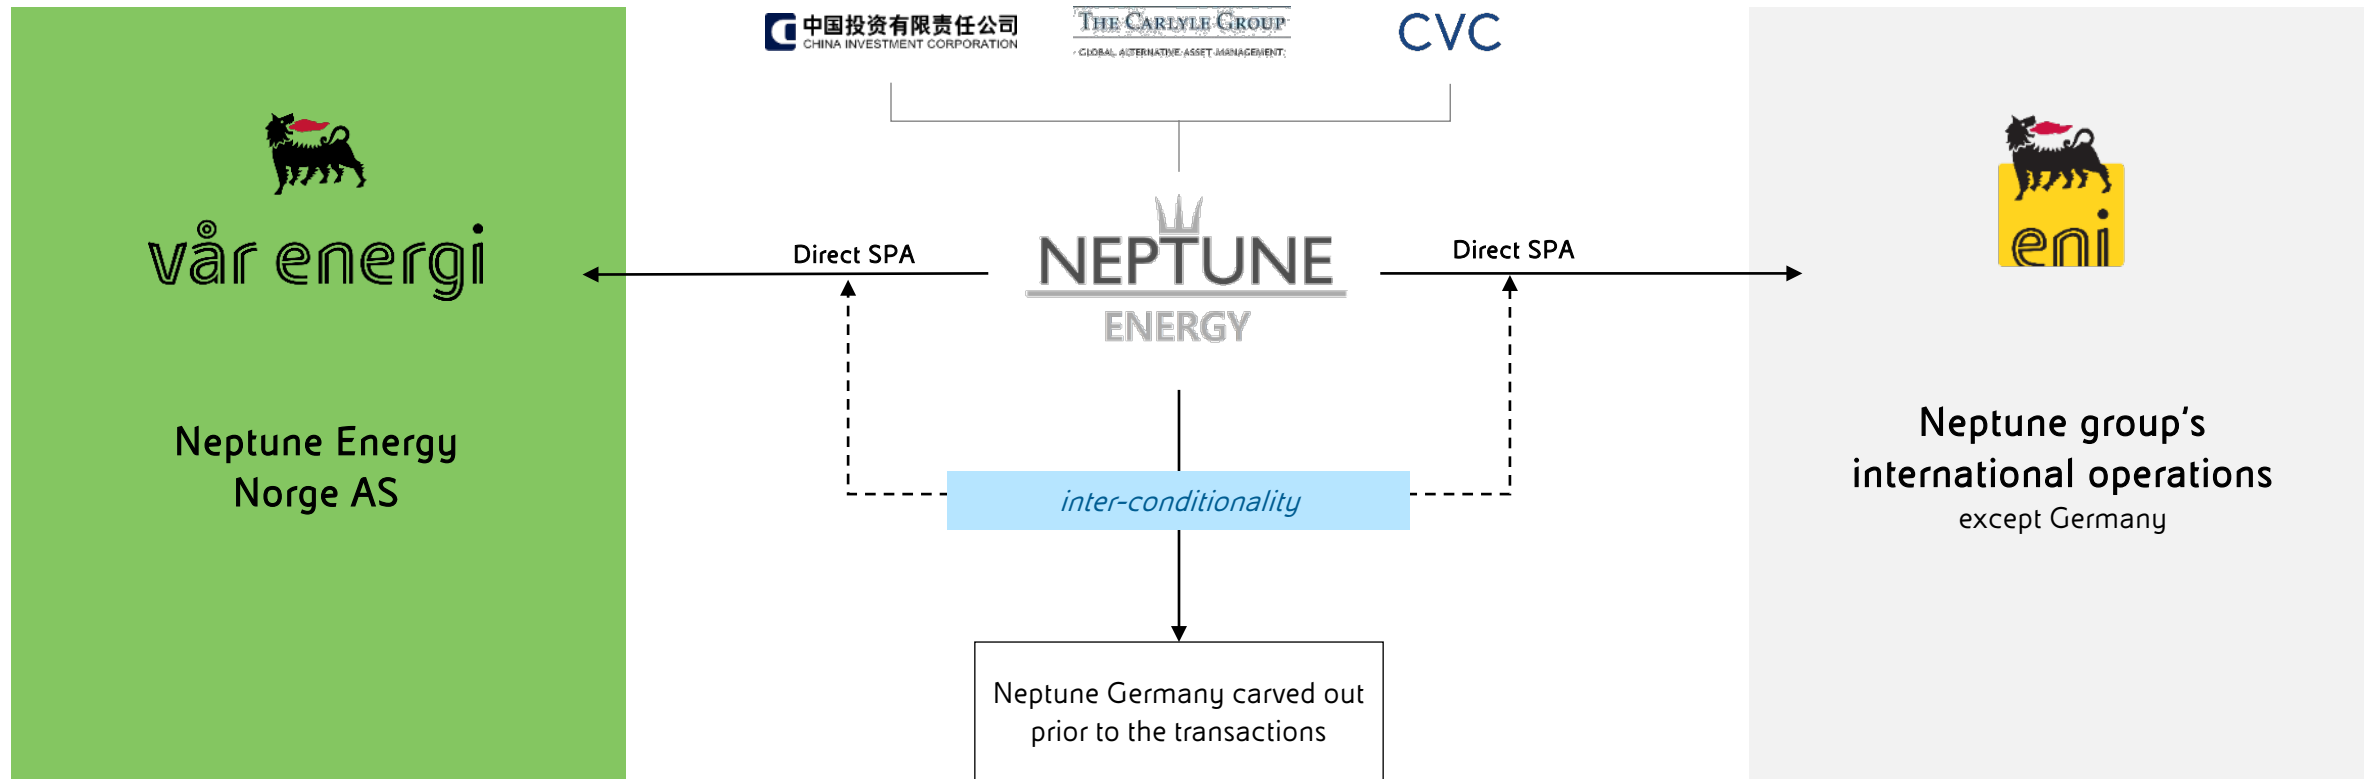 中国投资有限责任公司
CHINA INVESTMENT CORPORATION
THE CARLYLE GROUP
GLOBAL ALTERNATIVE ASSET MANAGEMENT
CVC
vår energi
Direct SPA
NEPTUNE
ENERGY
Direct SPA
eni
Neptune Energy
Norge AS
inter-conditionality
Neptune group‘s
international operations
except Germany
Neptune Germany carved out
prior to the transactions